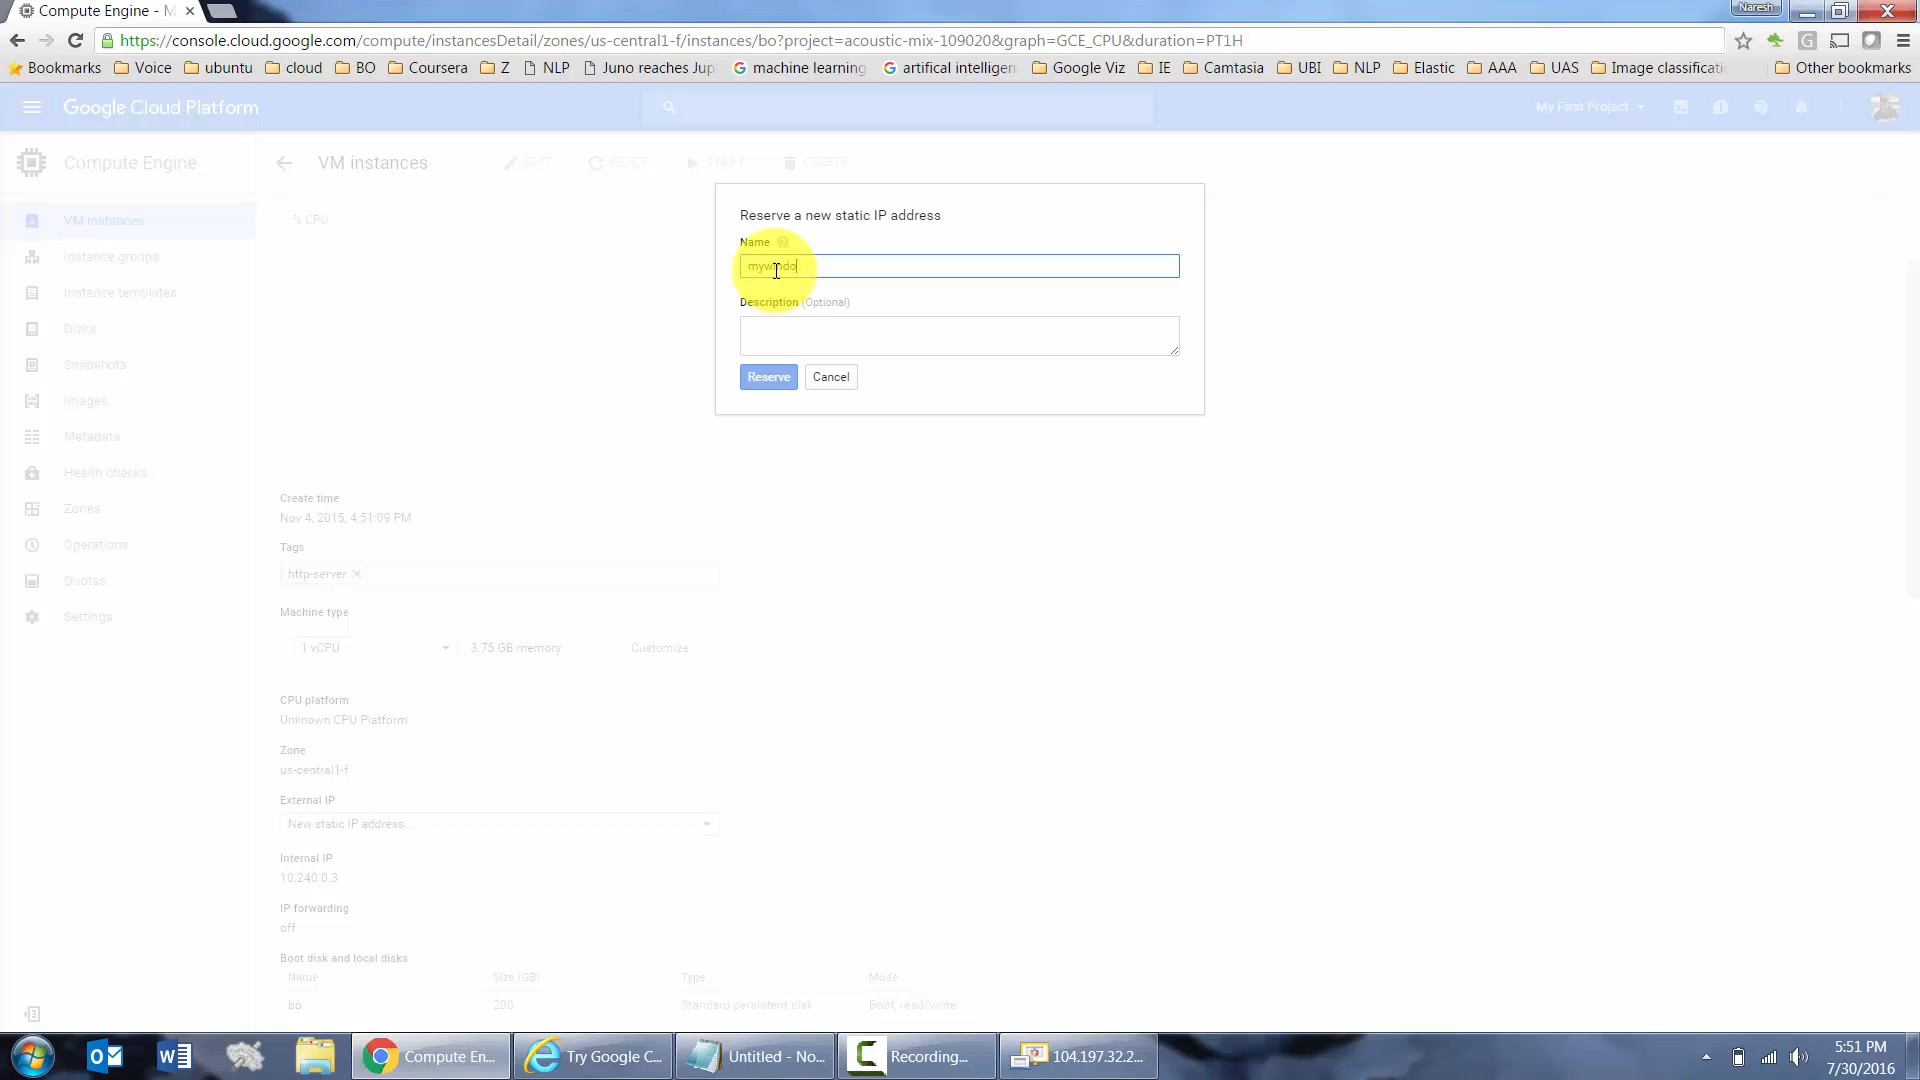 Compute Engine - M
Naresh
https://console.cloud.google.com/compute/instancesDetail/zones/us-central1-f/instances/bo?project=acoustic-mix-109020&graph=GCE_CPU&duration=PT1H
Bookmarks Voice ubuntu cloud BO Coursera Z NLP Juno reaches Jup machine learning artifical intelligen Google Viz IE Camtasia UBI NLP Elastic AAA UAS Image classificati Other bookmarks
Google Cloud Platform
My First Project
Compute Engine
VM instances EDIT RESET START DELETE
VM instances
Instance groups
Instance templates
Disks
Snapshots
Images
Metadata
Health checks
Zones
Operations
Quotas
Settings
% CPU
Reserve a new static IP address
Name
mywindo
Description (Optional)
Reserve Cancel
Create time
Nov 4, 2015, 4:51:09 PM
Tags
http-server
Machine type
1 vCPU 3.75 GB memory Customize
CPU platform
Unknown CPU Platform
Zone
us-central1-f
External IP
New static IP address...
Internal IP
10.240.0.3
IP forwarding
off
Boot disk and local disks
Name Size (GB) Type Mode
bo 200 Standard persistent disk Boot, read/write
Compute En... Try Google C... Untitled - No... Recording... 104.197.32.2...
5:51 PM
7/30/2016